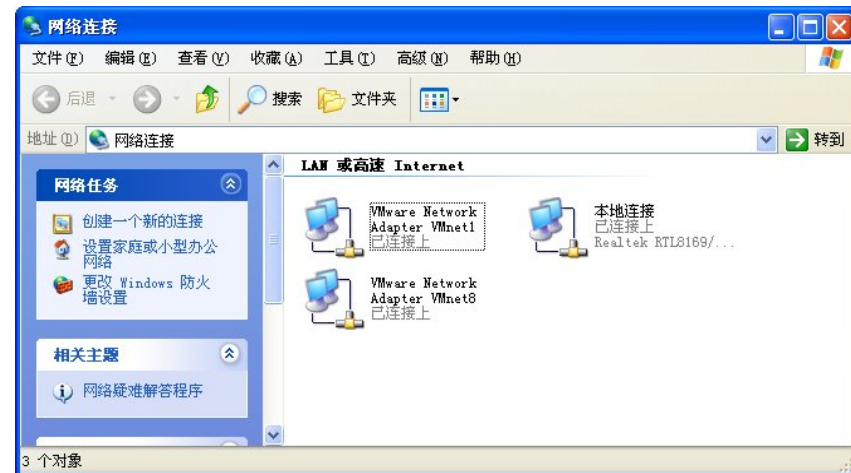 网络连接
文件(F) 编辑(E) 查看(V) 收藏(A) 工具(T) 高级(N) 帮助(H)
后退 搜索 文件夹
地址(D) 网络连接 转到
网络任务
创建一个新的连接
设置家庭或小型办公
网络
更改 Windows 防火
墙设置
相关主题
网络疑难解答程序
LAN 或高速 Internet
VMware Network
Adapter VMnet1
已连接上
本地连接
已连接上
Realtek RTL8169/...
VMware Network
Adapter VMnet8
已连接上
3 个对象